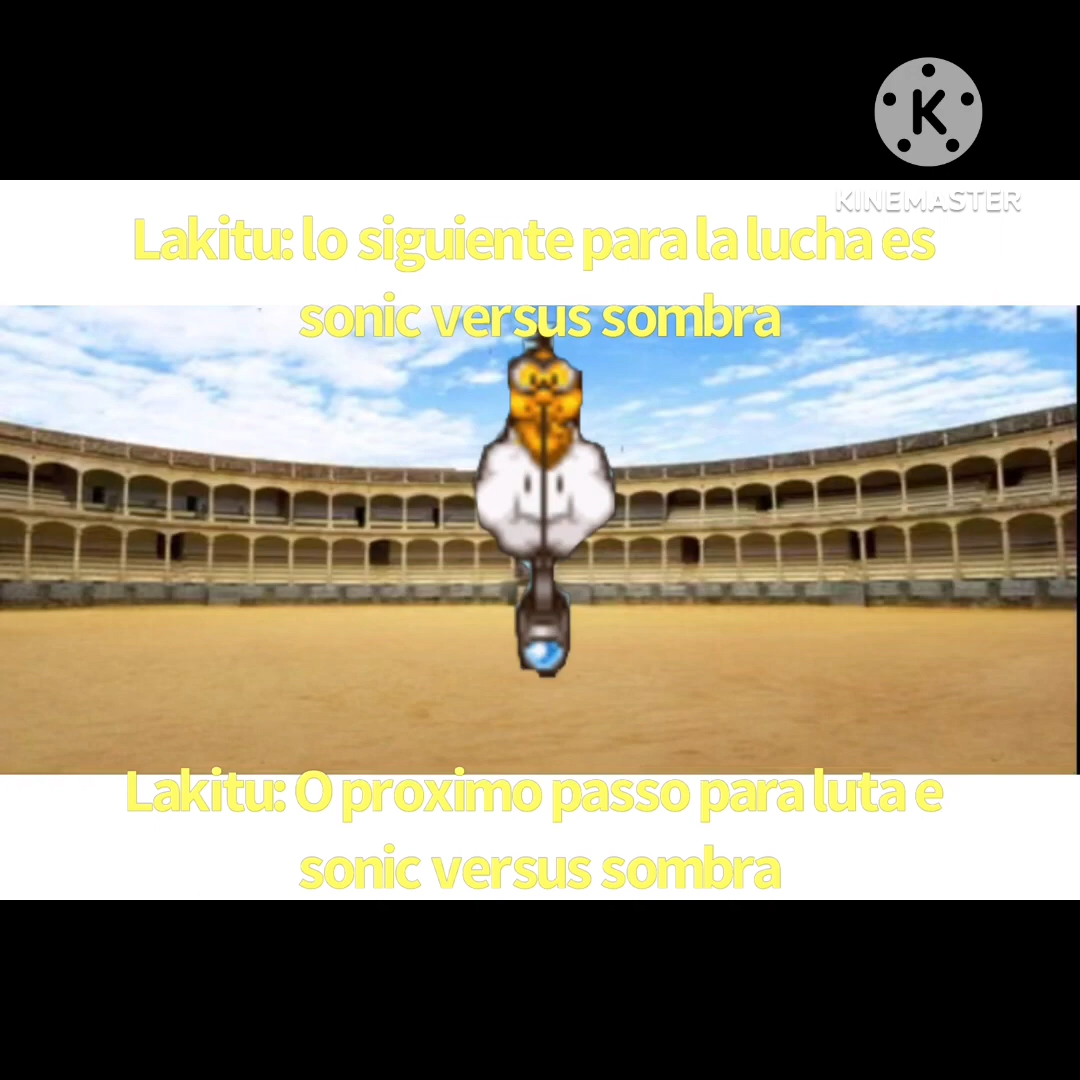 K
KINEMASTER
Lakitu: lo siguiente para la lucha es
sonic versus sombra
Lakitu: O proximo passo para luta e
sonic versus sombra